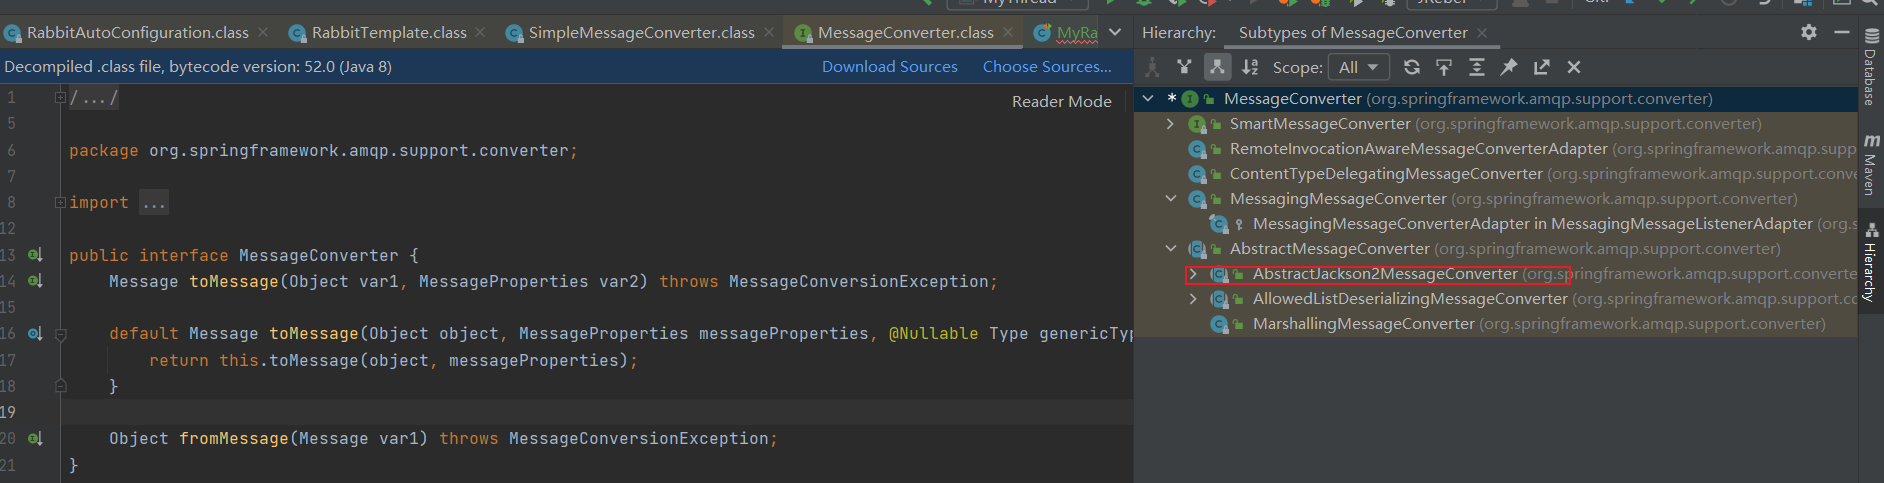 MyThread
JRebel
Git:
RabbitAutoConfiguration.class
RabbitTemplate.class
SimpleMessageConverter.class
MessageConverter.class
MyRa
Hierarchy:
Subtypes of MessageConverter
Decompiled .class file, bytecode version: 52.0 (Java 8)
Download Sources
Choose Sources...
Scope:
All
Reader Mode
1 /.../
5
6 package org.springframework.amqp.support.converter;
7
8 import ...
12
13 public interface MessageConverter {
14 Message toMessage(Object var1, MessageProperties var2) throws MessageConversionException;
15
16 default Message toMessage(Object object, MessageProperties messageProperties, @Nullable Type genericTyp
17 return this.toMessage(object, messageProperties);
18 }
19
20 Object fromMessage(Message var1) throws MessageConversionException;
21 }
* MessageConverter (org.springframework.amqp.support.converter)
SmartMessageConverter (org.springframework.amqp.support.converter)
RemoteInvocationAwareMessageConverterAdapter (org.springframework.amqp.supp
ContentTypeDelegatingMessageConverter (org.springframework.amqp.support.conve
MessagingMessageConverter (org.springframework.amqp.support.converter)
MessagingMessageConverterAdapter in MessagingMessageListenerAdapter (org.s
AbstractMessageConverter (org.springframework.amqp.support.converter)
AbstractJackson2MessageConverter (org.springframework.amqp.support.converte
AllowedListDeserializingMessageConverter (org.springframework.amqp.support.co
MarshallingMessageConverter (org.springframework.amqp.support.converter)
Database
Maven
Hierarchy